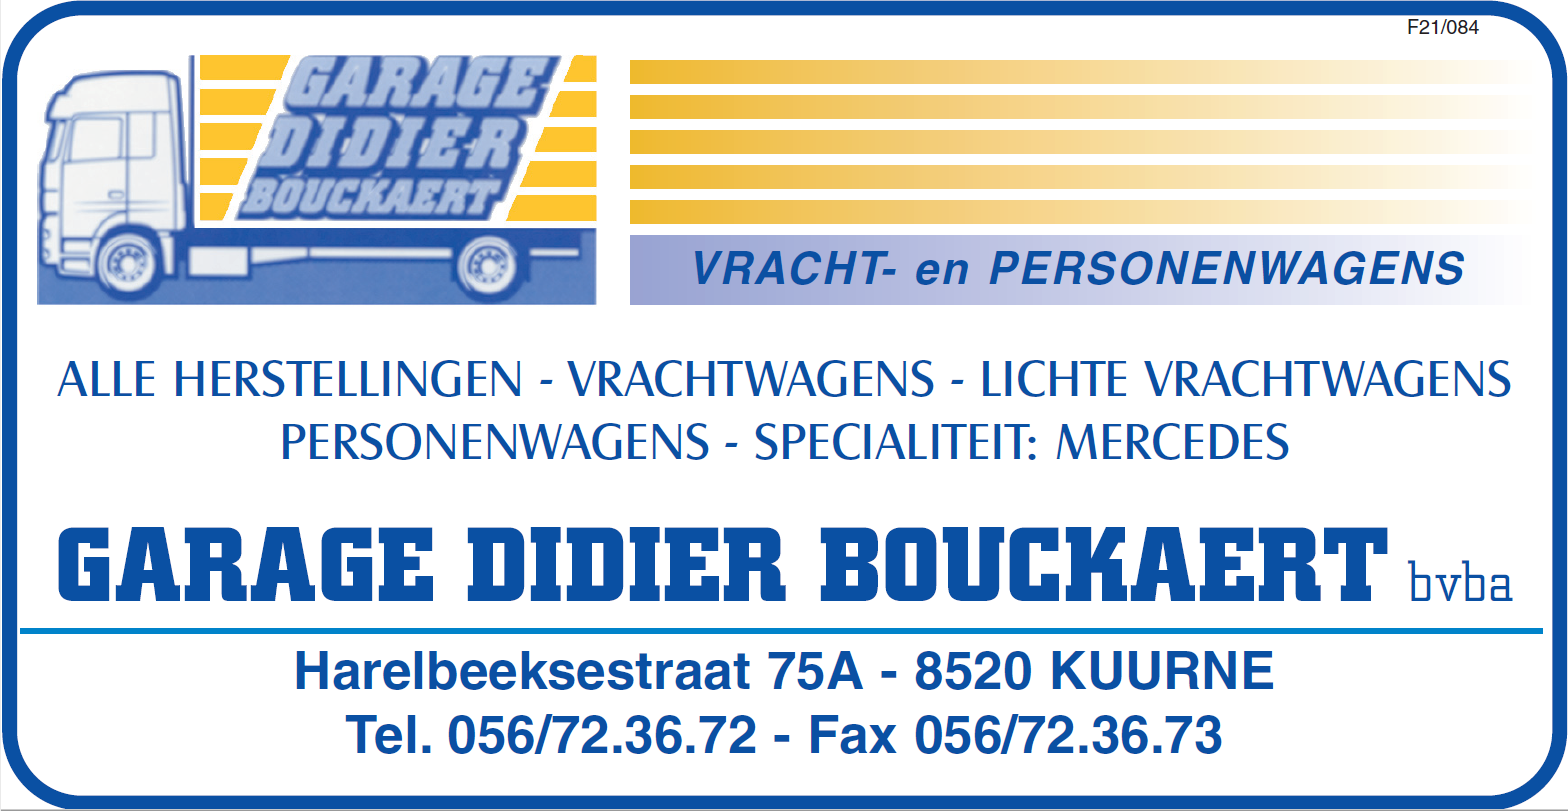 F21/084
GARAGE
DIDIER
BOUCKAERT
VRACHT- en PERSONENWAGENS
ALLE HERSTELLINGEN - VRACHTWAGENS - LICHTE VRACHTWAGENS
PERSONENWAGENS - SPECIALITEIT: MERCEDES
GARAGE DIDIER BOUCKAERT bvba
Harelbeeksestraat 75A - 8520 KUURNE
Tel. 056/72.36.72 - Fax 056/72.36.73